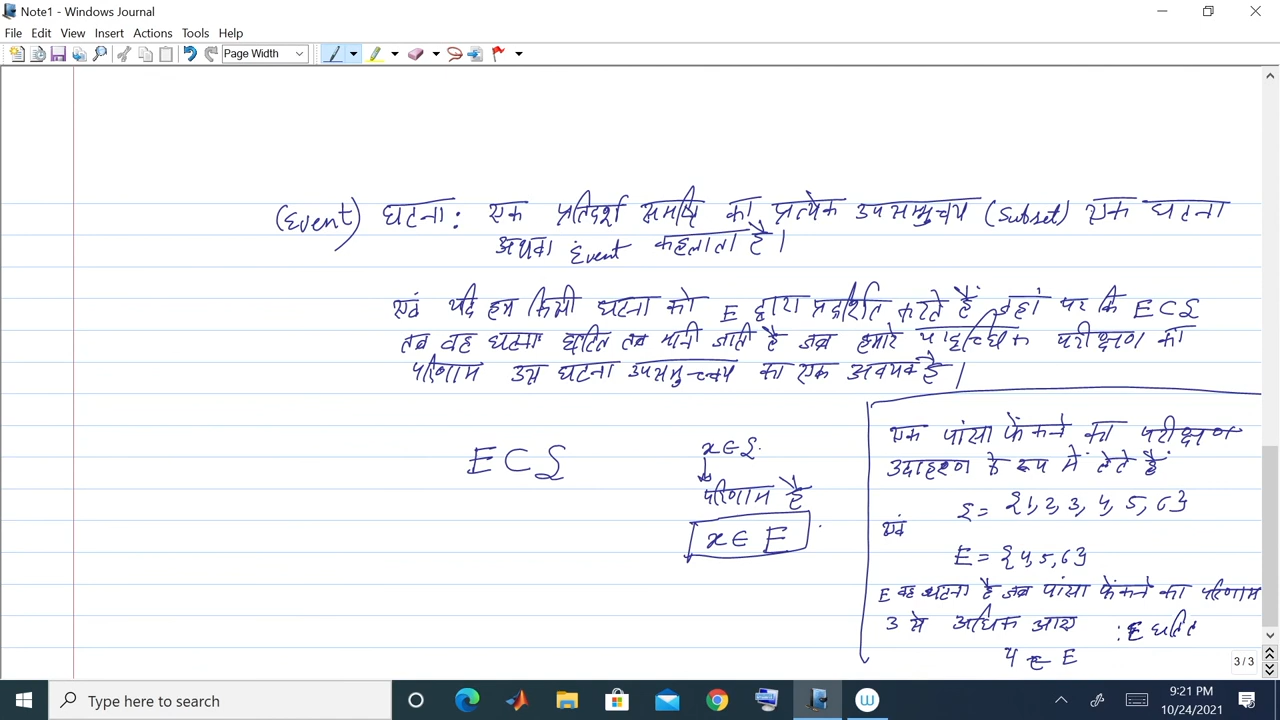 Note1 - Windows Journal
File Edit View Insert Actions Tools Help
Page Width
(Event) घटना: एक प्रतिदर्श समष्टि का प्रत्येक उपसमुच्चय (Subset) एक घटना
अथवा Event कहलाता है।
एवं यदि हम किसी घटना को E द्वारा प्रदर्शित करते हैं जहां पर कि E⊂S
तब वह घटना घटित तब मानी जाती है जब हमारे यादृच्छिक परीक्षण का
परिणाम उस घटना उपसमुच्चय का एक अवयव है।
E⊂S
x∈S.
परिणाम है
x∈E
एक पांसा फेंकने का परीक्षण
उदाहरण के रूप में लेते हैं
S = {1, 2, 3, 4, 5, 6}
एवं
E = {4, 5, 6}
E वह घटना है जब पांसा फेंकने का परिणाम
3 से अधिक आए : E घटित
4 ∈ E
3 / 3
Type here to search
9:21 PM
10/24/2021